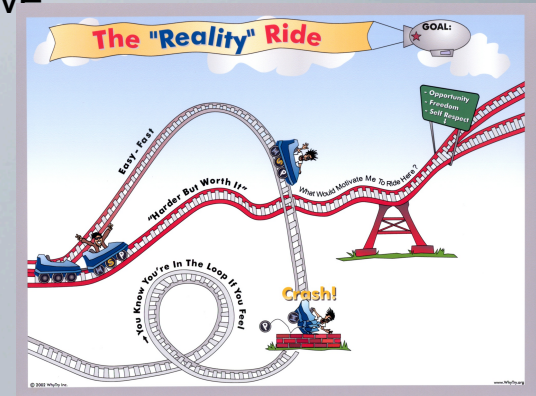 The "Reality" Ride
GOAL:
- Opportunity
- Freedom
- Self Respect
Easy - Fast
"Harder But Worth It"
What Would Motivate Me To Ride Here?
You Know You're In The Loop If You Feel
Crash!
© 2002 WhyTry Inc.
www.WhyTry.org